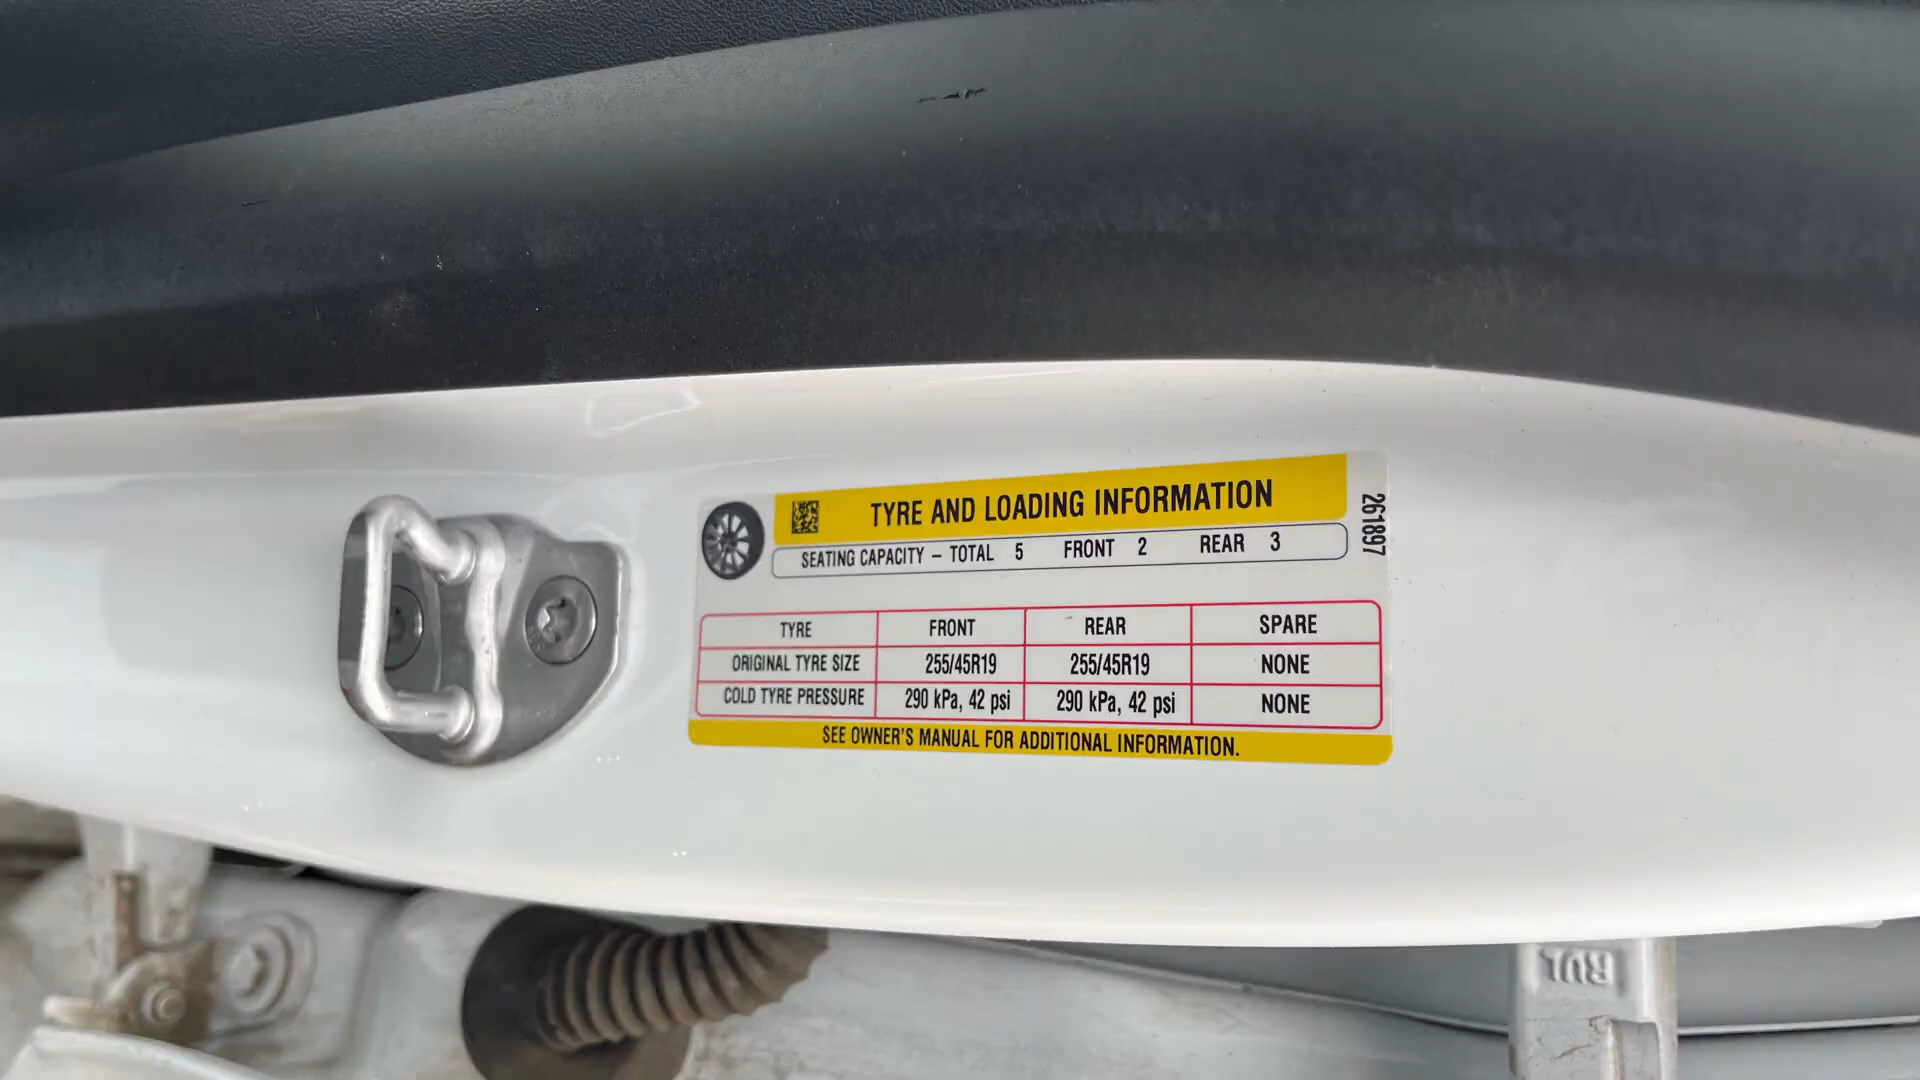 TYRE AND LOADING INFORMATION
SEATING CAPACITY – TOTAL 5 FRONT 2 REAR 3
261897
TYRE FRONT REAR SPARE
ORIGINAL TYRE SIZE 255/45R19 255/45R19 NONE
COLD TYRE PRESSURE 290 kPa, 42 psi 290 kPa, 42 psi NONE
SEE OWNER'S MANUAL FOR ADDITIONAL INFORMATION.
RVL